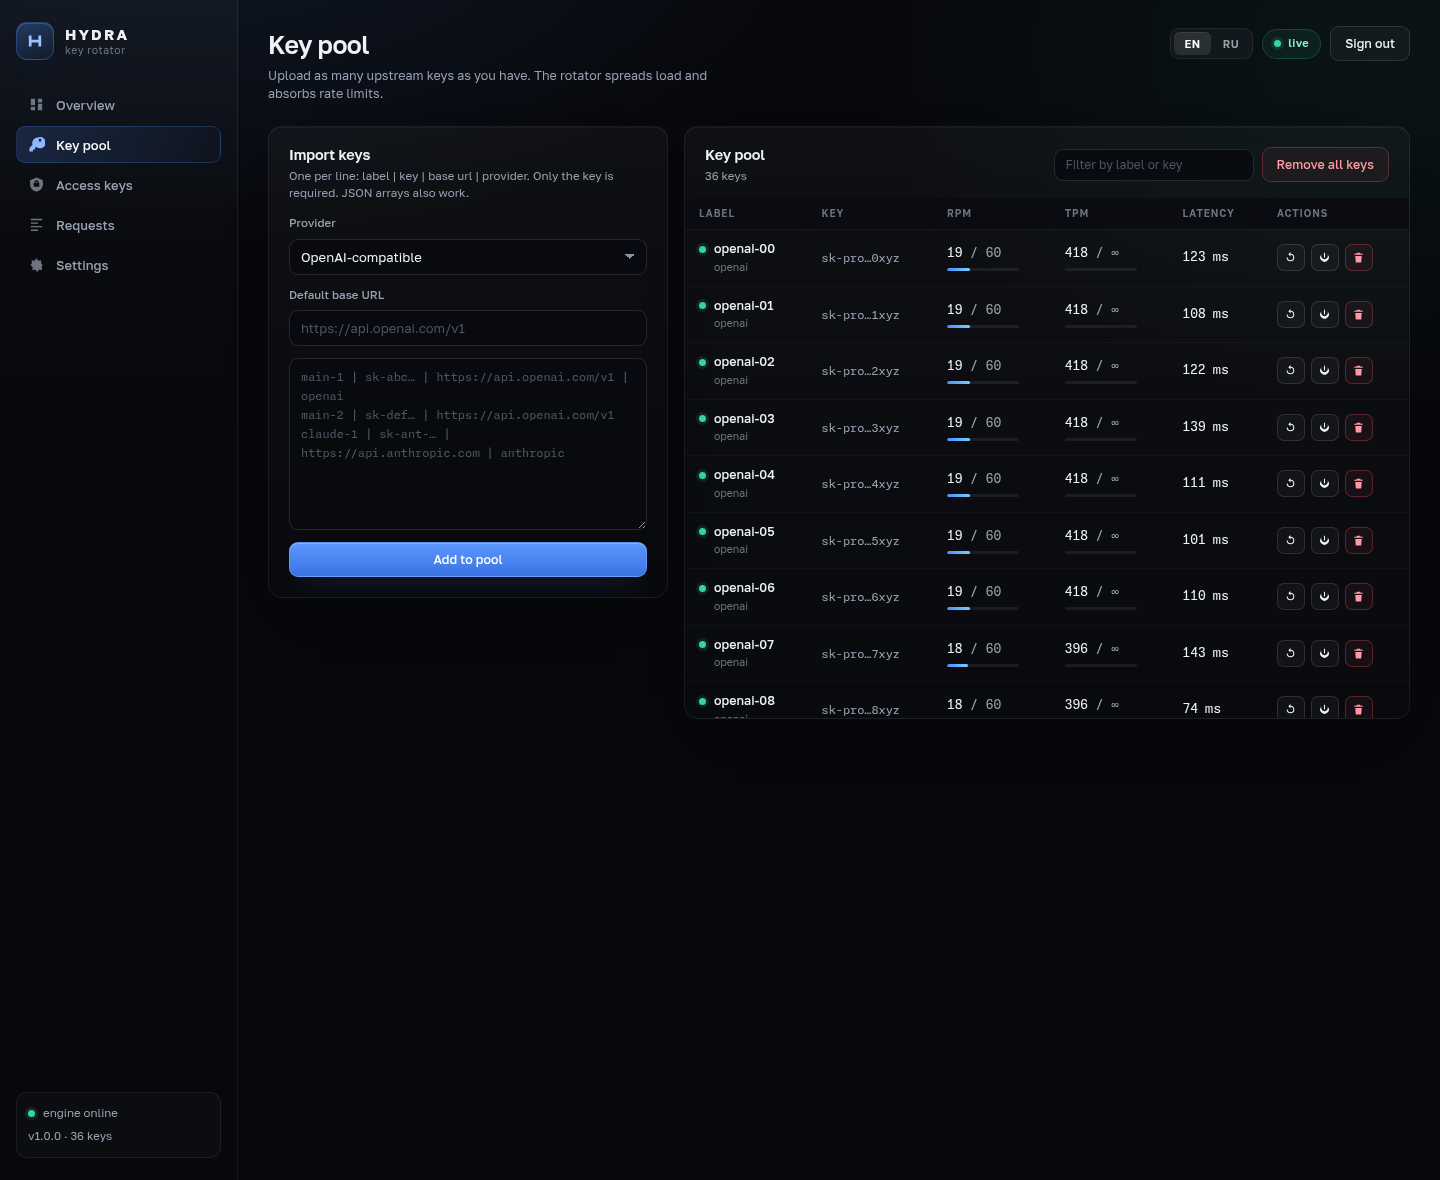 HYDRA
key rotator
Overview
Key pool
Access keys
Requests
Settings
engine online
v1.0.0 · 36 keys
Key pool
Upload as many upstream keys as you have. The rotator spreads load and
absorbs rate limits.
EN RU
live
Sign out
Import keys
One per line: label | key | base url | provider. Only the key is
required. JSON arrays also work.
Provider
OpenAI-compatible
Default base URL
https://api.openai.com/v1
main-1 | sk-abc… | https://api.openai.com/v1 |
openai
main-2 | sk-def… | https://api.openai.com/v1
claude-1 | sk-ant-… |
https://api.anthropic.com | anthropic
Add to pool
Key pool
36 keys
Filter by label or key
Remove all keys
LABEL KEY RPM TPM LATENCY ACTIONS
openai-00 sk-pro…0xyz 19 / 60 418 / ∞ 123 ms
openai
openai-01 sk-pro…1xyz 19 / 60 418 / ∞ 108 ms
openai
openai-02 sk-pro…2xyz 19 / 60 418 / ∞ 122 ms
openai
openai-03 sk-pro…3xyz 19 / 60 418 / ∞ 139 ms
openai
openai-04 sk-pro…4xyz 19 / 60 418 / ∞ 111 ms
openai
openai-05 sk-pro…5xyz 19 / 60 418 / ∞ 101 ms
openai
openai-06 sk-pro…6xyz 19 / 60 418 / ∞ 110 ms
openai
openai-07 sk-pro…7xyz 18 / 60 396 / ∞ 143 ms
openai
openai-08 sk-pro…8xyz 18 / 60 396 / ∞ 74 ms